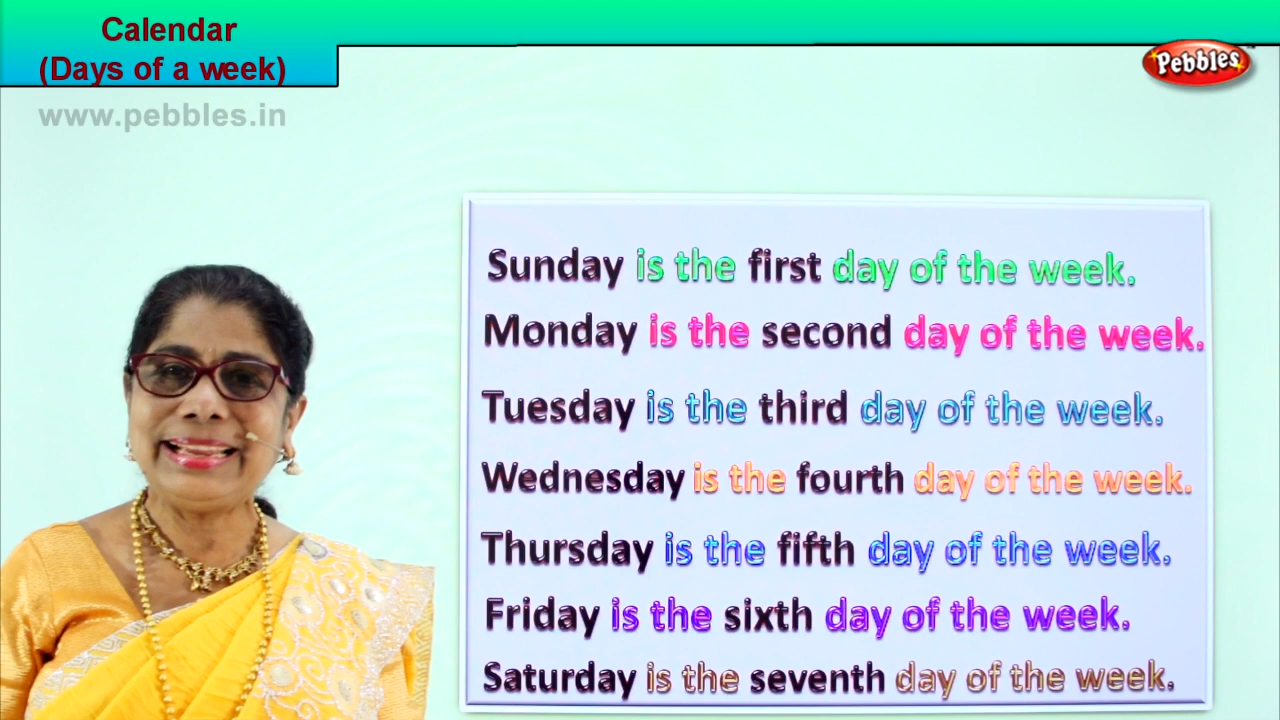 Calendar
(Days of a week)
Pebbles
www.pebbles.in
Sunday is the first day of the week.
Monday is the second day of the week.
Tuesday is the third day of the week.
Wednesday is the fourth day of the week.
Thursday is the fifth day of the week.
Friday is the sixth day of the week.
Saturday is the seventh day of the week.